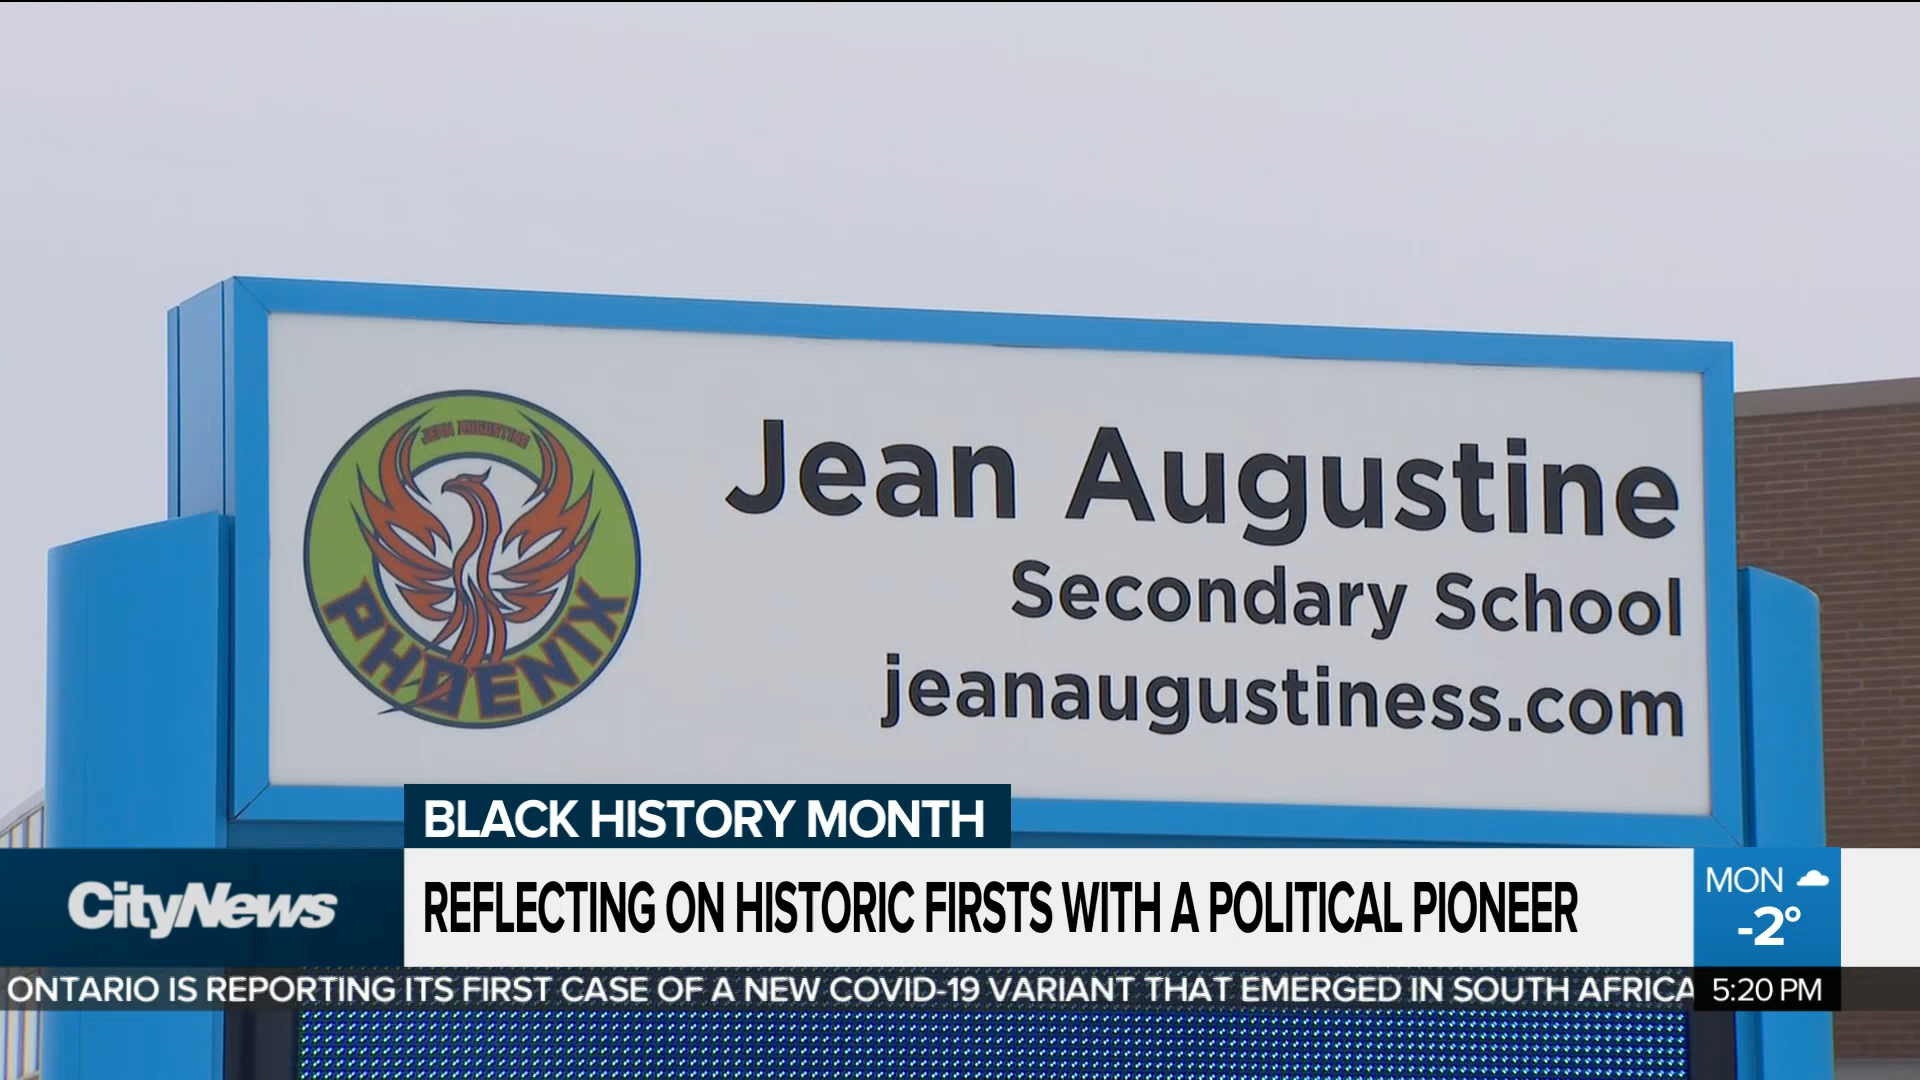 JEAN AUGUSTINE
PHOENIX
Jean Augustine
Secondary School
jeanaugustiness.com
BLACK HISTORY MONTH
CityNews
REFLECTING ON HISTORIC FIRSTS WITH A POLITICAL PIONEER
MON
-2°
ONTARIO IS REPORTING ITS FIRST CASE OF A NEW COVID-19 VARIANT THAT EMERGED IN SOUTH AFRICA
5:20 PM